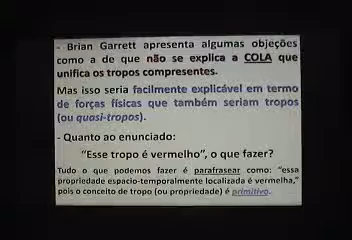 - Brian Garrett apresenta algumas objeções
como a de que não se explica a COLA que
unifica os tropos compresentes.
Mas isso seria facilmente explicável em termo
de forças físicas que também seriam tropos
(ou quasi-tropos).
- Quanto ao enunciado:
“Esse tropo é vermelho”, o que fazer?
Tudo o que podemos fazer é parafrasear como: “essa
propriedade espacio-temporalmente localizada é vermelha,”
pois o conceito de tropo (ou propriedade) é primitivo.